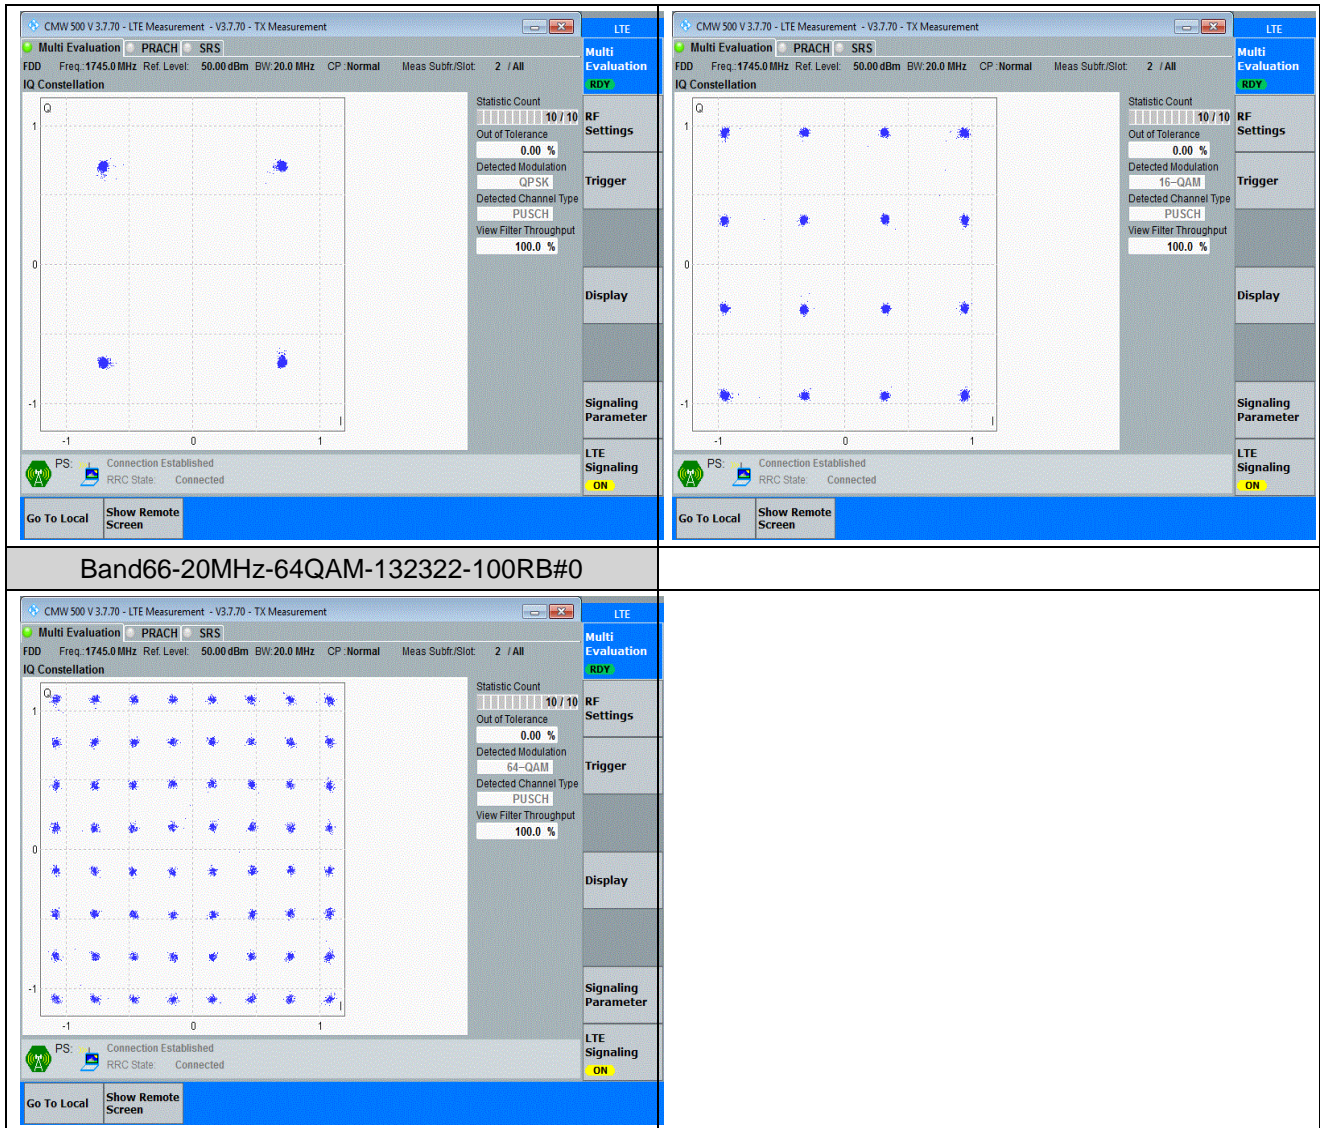 CMW 500 V 3.7.70 - LTE Measurement - V3.7.70 - TX Measurement
LTE
Multi Evaluation PRACH SRS
Multi Evaluation
RDY
FDD Freq.:1745.0 MHz Ref. Level: 50.00 dBm BW:20.0 MHz CP :Normal Meas Subfr./Slot: 2 / All
IQ Constellation
Q
1
0
-1
-1 0 1
I
Statistic Count
10 / 10
Out of Tolerance
0.00 %
Detected Modulation
QPSK
Detected Channel Type
PUSCH
View Filter Throughput
100.0 %
RF Settings
Trigger
Display
Signaling Parameter
LTE Signaling
ON
PS: Connection Established
RRC State: Connected
Go To Local
Show Remote Screen
CMW 500 V 3.7.70 - LTE Measurement - V3.7.70 - TX Measurement
LTE
Multi Evaluation PRACH SRS
Multi Evaluation
RDY
FDD Freq.:1745.0 MHz Ref. Level: 50.00 dBm BW:20.0 MHz CP :Normal Meas Subfr./Slot: 2 / All
IQ Constellation
Q
1
0
-1
-1 0 1
I
Statistic Count
10 / 10
Out of Tolerance
0.00 %
Detected Modulation
16-QAM
Detected Channel Type
PUSCH
View Filter Throughput
100.0 %
RF Settings
Trigger
Display
Signaling Parameter
LTE Signaling
ON
PS: Connection Established
RRC State: Connected
Go To Local
Show Remote Screen
Band66-20MHz-64QAM-132322-100RB#0
CMW 500 V 3.7.70 - LTE Measurement - V3.7.70 - TX Measurement
LTE
Multi Evaluation PRACH SRS
Multi Evaluation
RDY
FDD Freq.:1745.0 MHz Ref. Level: 50.00 dBm BW:20.0 MHz CP :Normal Meas Subfr./Slot: 2 / All
IQ Constellation
Q
1
0
-1
-1 0 1
I
Statistic Count
10 / 10
Out of Tolerance
0.00 %
Detected Modulation
64-QAM
Detected Channel Type
PUSCH
View Filter Throughput
100.0 %
RF Settings
Trigger
Display
Signaling Parameter
LTE Signaling
ON
PS: Connection Established
RRC State: Connected
Go To Local
Show Remote Screen